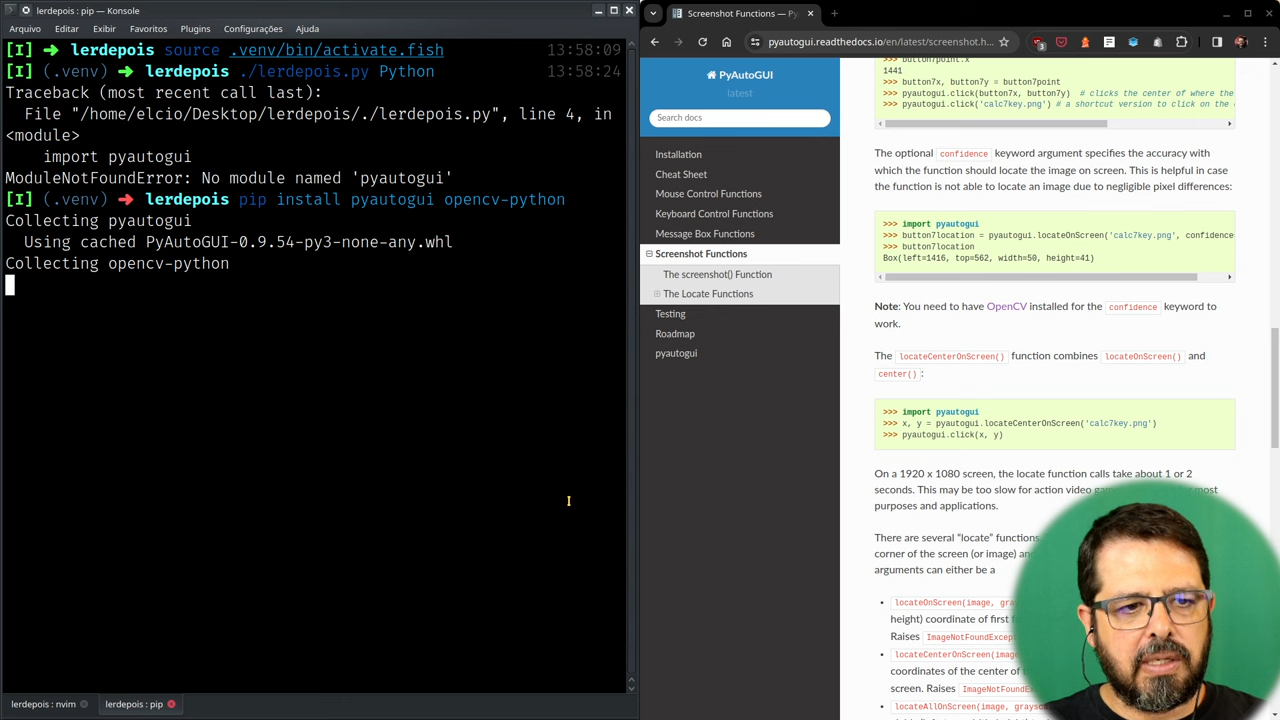 lerdepois : pip — Konsole
Arquivo Editar Exibir Favoritos Plugins Configurações Ajuda
[I] ➜ lerdepois source .venv/bin/activate.fish 13:58:09
[I] (.venv) ➜ lerdepois ./lerdepois.py Python 13:58:24
Traceback (most recent call last):
File "/home/elcio/Desktop/lerdepois/./lerdepois.py", line 4, in
<module>
import pyautogui
ModuleNotFoundError: No module named 'pyautogui'
[I] (.venv) ➜ lerdepois pip install pyautogui opencv-python
Collecting pyautogui
Using cached PyAutoGUI-0.9.54-py3-none-any.whl
Collecting opencv-python
lerdepois : nvim
lerdepois : pip
Screenshot Functions — Py
pyautogui.readthedocs.io/en/latest/screenshot.h...
PyAutoGUI
latest
Search docs
Installation
Cheat Sheet
Mouse Control Functions
Keyboard Control Functions
Message Box Functions
Screenshot Functions
The screenshot() Function
The Locate Functions
Testing
Roadmap
pyautogui
>>> button7point.x
1441
>>> button7x, button7y = button7point
>>> pyautogui.click(button7x, button7y) # clicks the center of where the
>>> pyautogui.click('calc7key.png') # a shortcut version to click on the
The optional confidence keyword argument specifies the accuracy with
which the function should locate the image on screen. This is helpful in case
the function is not able to locate an image due to negligible pixel differences:
>>> import pyautogui
>>> button7location = pyautogui.locateOnScreen('calc7key.png', confidence
>>> button7location
Box(left=1416, top=562, width=50, height=41)
Note: You need to have OpenCV installed for the confidence keyword to
work.
The locateCenterOnScreen() function combines locateOnScreen() and
center() :
>>> import pyautogui
>>> x, y = pyautogui.locateCenterOnScreen('calc7key.png')
>>> pyautogui.click(x, y)
On a 1920 x 1080 screen, the locate function calls take about 1 or 2
seconds. This may be too slow for action video most
purposes and applications.
There are several “locate” functions
corner of the screen (or image) an
arguments can either be a
locateOnScreen(image, gra
height) coordinate of first f
Raises ImageNotFoundExcept
locateCenterOnScreen(imag
coordinates of the center of
screen. Raises ImageNotFound
locateAllOnScreen(image, graysc